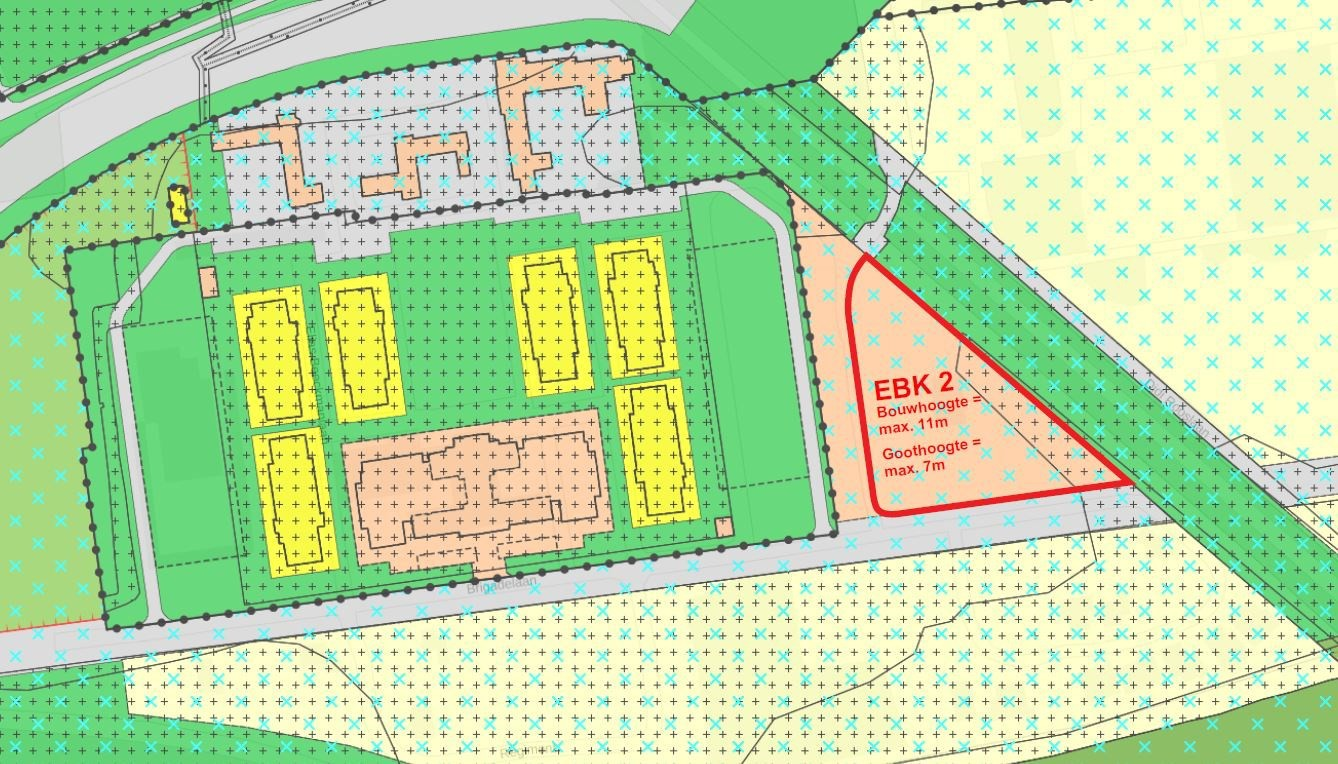 EBK 2
Bouwhoogte =
max. 11m
Goothoogte =
max. 7m
Brigadelaan